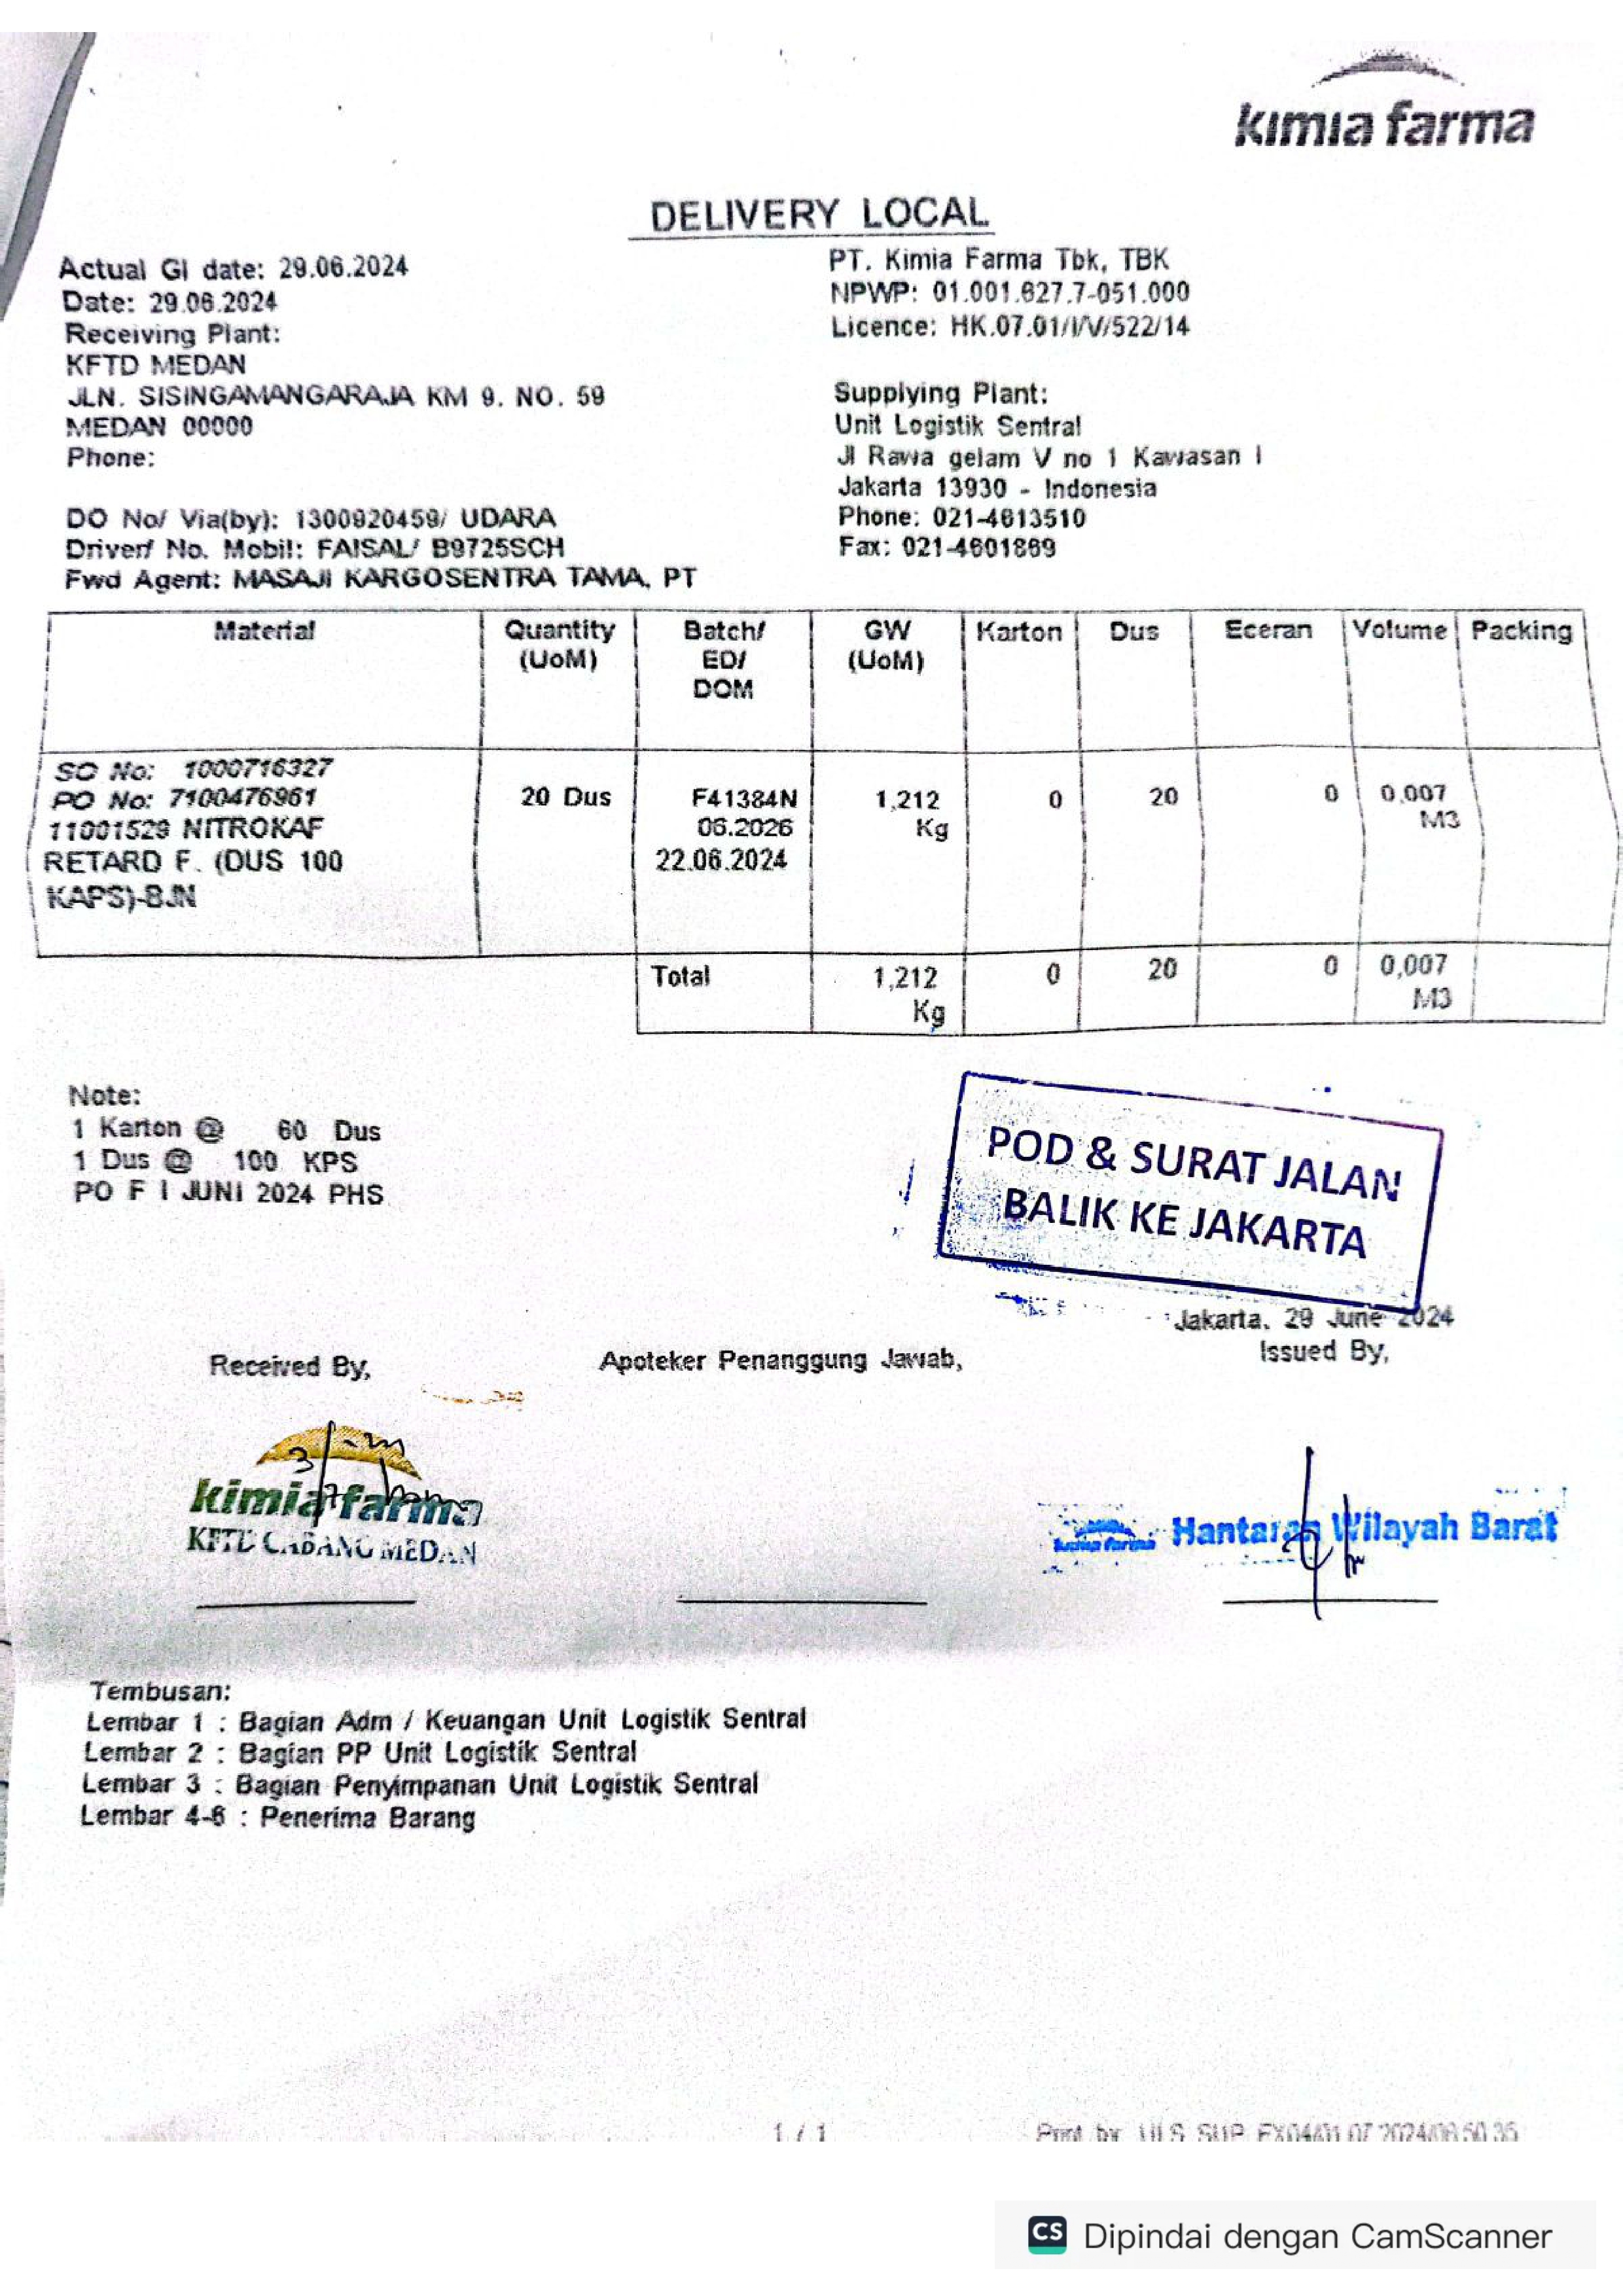 kimia farma
DELIVERY LOCAL
Actual GI date: 29.06.2024
Date: 29.06.2024
Receiving Plant:
KFTD MEDAN
JLN. SISINGAMANGARAJA KM 9. NO. 59
MEDAN 00000
Phone:
DO No/ Via(by): 1300920459/ UDARA
Driver/ No. Mobil: FAISAL/ B9725SCH
Fwd Agent: MASAJI KARGOSENTRA TAMA, PT
PT. Kimia Farma Tbk, TBK
NPWP: 01.001.627.7-051.000
Licence: HK.07.01/I/V/522/14
Supplying Plant:
Unit Logistik Sentral
Jl Rawa gelam V no 1 Kawasan I
Jakarta 13930 - Indonesia
Phone: 021-4613510
Fax: 021-4601869
Material Quantity (UoM) Batch/ ED/ DOM GW (UoM) Karton Dus Eceran Volume Packing
SO No: 1000716327
PO No: 7100476961 20 Dus F41384N 1,212 0 20 0 0,007
11001529 NITROKAF 06.2026 Kg M3
RETARD F. (DUS 100 22.06.2024
KAPS)-BJN
Total 1,212 0 20 0 0,007
Kg M3
Note:
1 Karton @ 60 Dus
1 Dus @ 100 KPS
PO F I JUNI 2024 PHS
POD & SURAT JALAN
BALIK KE JAKARTA
Jakarta, 29 June 2024
Received By, Apoteker Penanggung Jawab, Issued By,
kimia farma
KFTD CABANG MEDAN
kimia farma Hantaran Wilayah Barat
Tembusan:
Lembar 1 : Bagian Adm / Keuangan Unit Logistik Sentral
Lembar 2 : Bagian PP Unit Logistik Sentral
Lembar 3 : Bagian Penyimpanan Unit Logistik Sentral
Lembar 4-6 : Penerima Barang
1 / 1 Print by ULS SUP EX04/01.07.2024/08:50:35
CS Dipindai dengan CamScanner